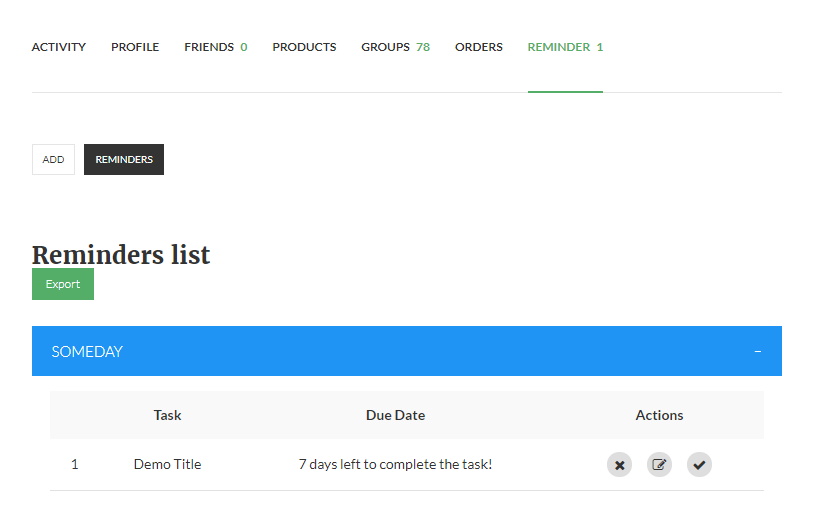 ACTIVITY PROFILE FRIENDS 0 PRODUCTS GROUPS 78 ORDERS REMINDER 1
ADD REMINDERS
Reminders list
Export
SOMEDAY –
Task Due Date Actions
1 Demo Title 7 days left to complete the task!